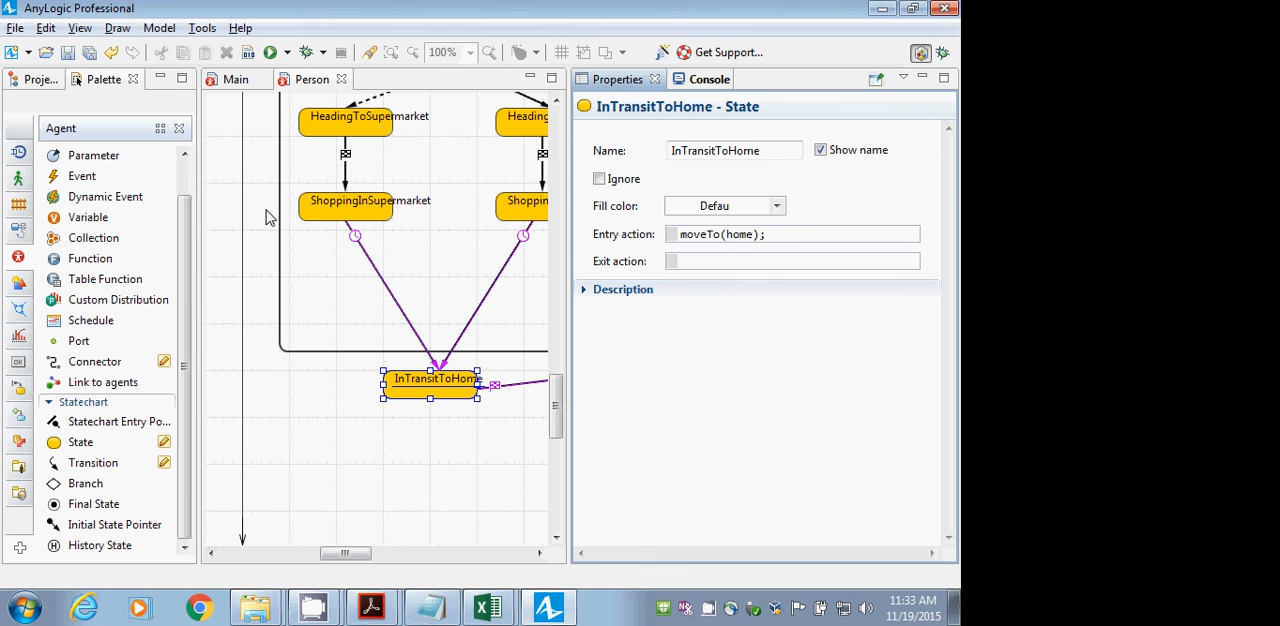 AnyLogic Professional
File Edit View Draw Model Tools Help
100% Get Support...
Proje... Palette Main Person Properties Console
Agent
Parameter
Event
Dynamic Event
Variable
Collection
Function
Table Function
Custom Distribution
Schedule
Port
Connector
Link to agents
Statechart
Statechart Entry Po...
State
Transition
Branch
Final State
Initial State Pointer
History State
HeadingToSupermarket
Heading
ShoppingInSupermarket
Shoppin
InTransitToHome
InTransitToHome - State
Name: InTransitToHome Show name
Ignore
Fill color: Defau
Entry action: moveTo(home);
Exit action:
Description
11:33 AM
11/19/2015